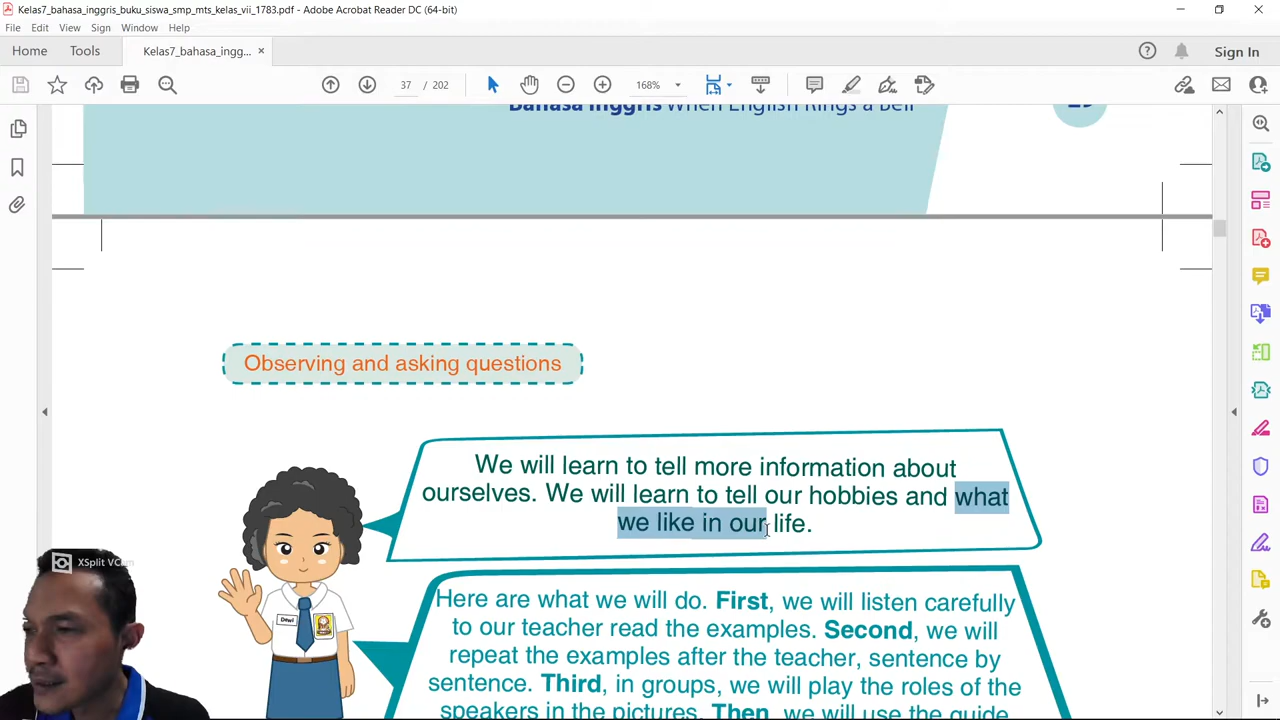 Kelas7_bahasa_inggris_buku_siswa_smp_mts_kelas_vii_1783.pdf - Adobe Acrobat Reader DC (64-bit)
File Edit View Sign Window Help
Home Tools Kelas7_bahasa_ingg... × Sign In
37 / 202 168%
Bahasa Inggris When English Rings a Bell 29
Observing and asking questions
We will learn to tell more information about
ourselves. We will learn to tell our hobbies and what
we like in our life.
XSplit VCam
Here are what we will do. First, we will listen carefully
to our teacher read the examples. Second, we will
repeat the examples after the teacher, sentence by
sentence. Third, in groups, we will play the roles of the
speakers in the pictures. Then, we will use the guide
Dewi